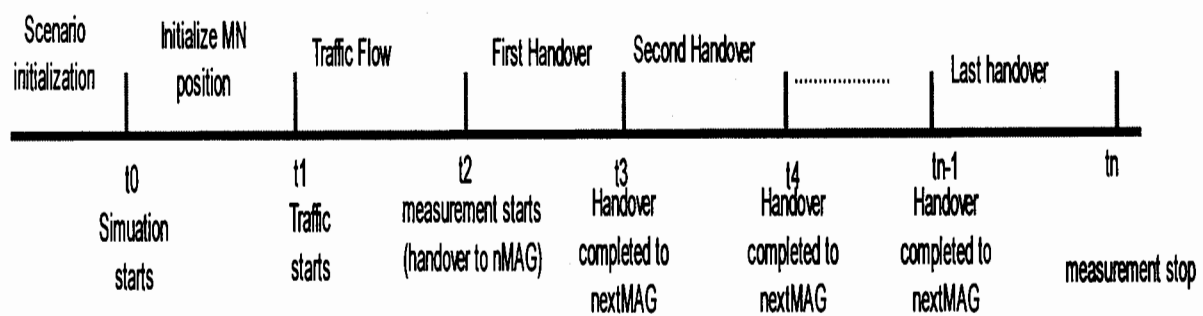 Scenario
initialization
Initialize MN
position
Traffic Flow
First Handover
Second Handover
..................
Last handover
t0
Simuation
starts
t1
Traffic
starts
t2
measurement starts
(handover to nMAG)
t3
Handover
completed to
nextMAG
t4
Handover
completed to
nextMAG
tn-1
Handover
completed to
nextMAG
tn
measurement stop